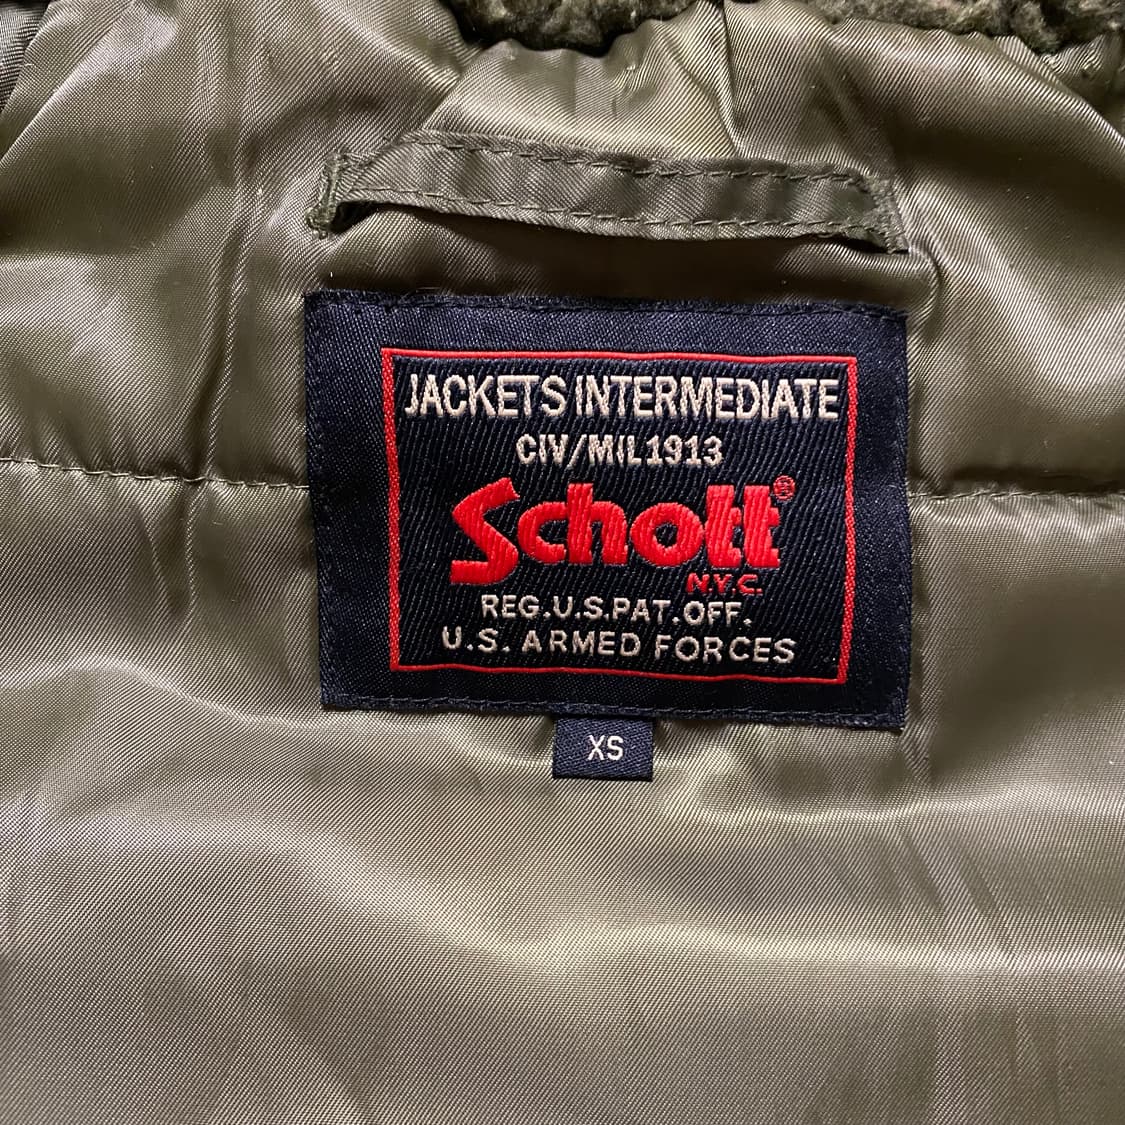 JACKETS INTERMEDIATE
CIV/MIL1913
Schott®
N.Y.C.
REG.U.S.PAT.OFF.
U.S. ARMED FORCES
XS